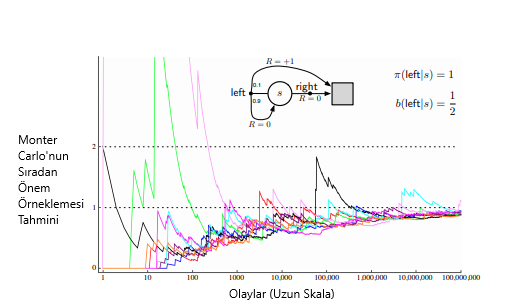 R = +1
π(left|s) = 1
0.1
right
left
s
R = 0
0.9
b(left|s) = 1/2
R = 0
2
Monter
Carlo'nun
Sıradan
Önem
Örneklemesi
Tahmini
1
0
1 10 100 1000 10,000 100,000 1,000,000 10,000,000 100,000,000
Olaylar (Uzun Skala)